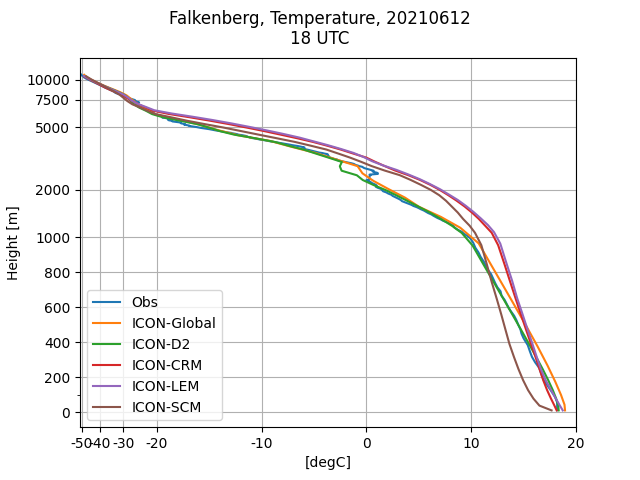 Falkenberg, Temperature, 20210612
18 UTC
Height [m]
10000
7500
5000
2000
1000
800
600
400
200
0
Obs
ICON-Global
ICON-D2
ICON-CRM
ICON-LEM
ICON-SCM
-50 -40 -30 -20 -10 0 10 20
[degC]